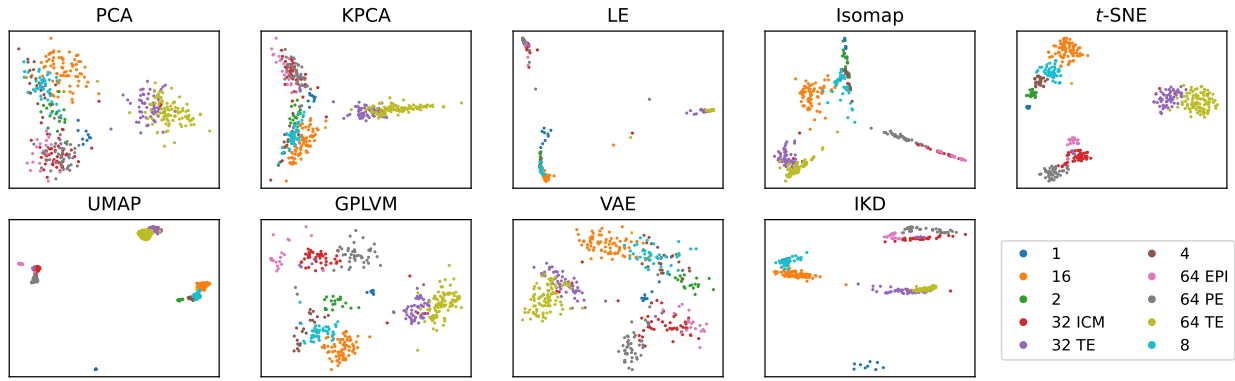 PCA
KPCA
LE
Isomap
t-SNE
UMAP
GPLVM
VAE
IKD
1
16
2
32 ICM
32 TE
4
64 EPI
64 PE
64 TE
8